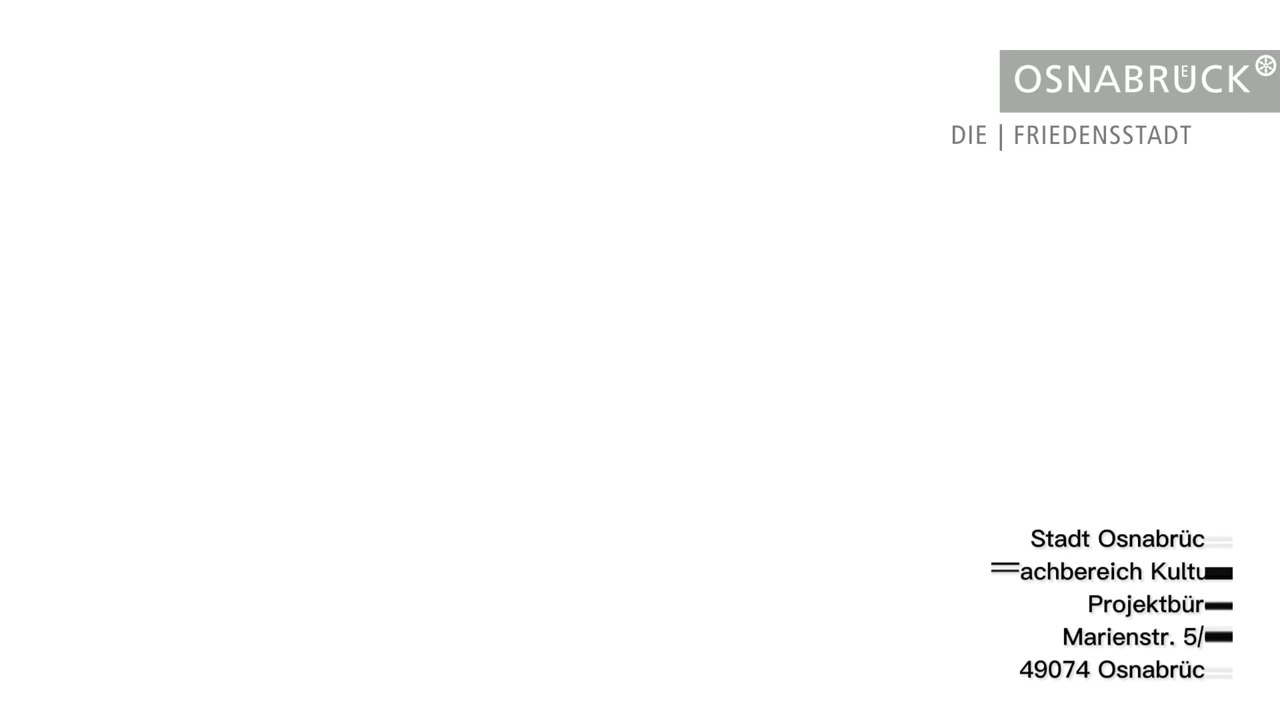 OSNABRÜCK
DIE | FRIEDENSSTADT
Stadt Osnabrüc
achbereich Kultu
Projektbür
Marienstr. 5/
49074 Osnabrüc